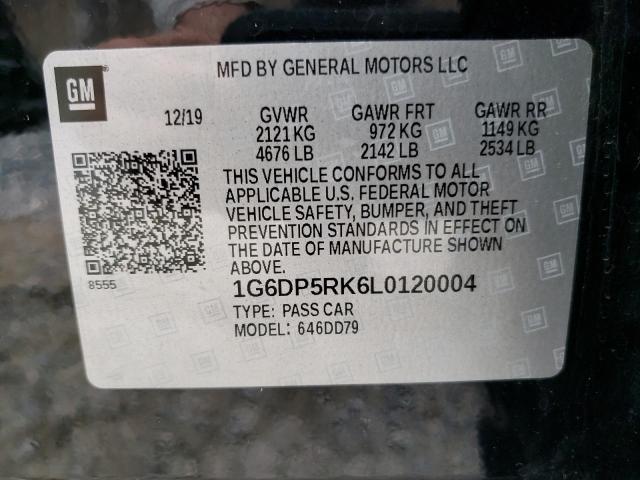 GM
MFD BY GENERAL MOTORS LLC
12/19 GVWR GAWR FRT GAWR RR
2121 KG 972 KG 1149 KG
4676 LB 2142 LB 2534 LB
THIS VEHICLE CONFORMS TO ALL
APPLICABLE U.S. FEDERAL MOTOR
VEHICLE SAFETY, BUMPER, AND THEFT
PREVENTION STANDARDS IN EFFECT ON
THE DATE OF MANUFACTURE SHOWN
ABOVE.
8555
1G6DP5RK6L0120004
TYPE: PASS CAR
MODEL: 646DD79